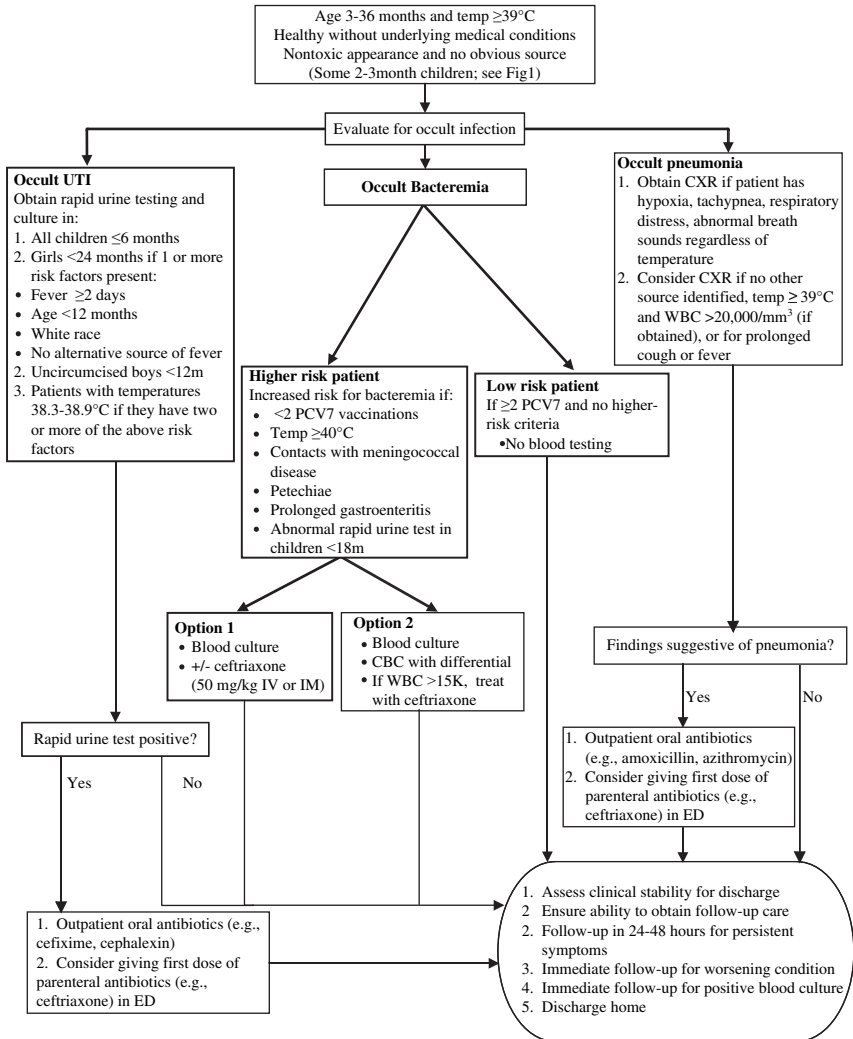 Age 3-36 months and temp ≥39°C
Healthy without underlying medical conditions
Nontoxic appearance and no obvious source
(Some 2-3month children; see Fig1)
Evaluate for occult infection
Occult UTI
Obtain rapid urine testing and
culture in:
1. All children ≤6 months
2. Girls <24 months if 1 or more
risk factors present:
• Fever ≥2 days
• Age <12 months
• White race
• No alternative source of fever
2. Uncircumcised boys <12m
3. Patients with temperatures
38.3-38.9°C if they have two
or more of the above risk
factors
Occult Bacteremia
Occult pneumonia
1. Obtain CXR if patient has
hypoxia, tachypnea, respiratory
distress, abnormal breath
sounds regardless of
temperature
2. Consider CXR if no other
source identified, temp ≥ 39°C
and WBC >20,000/mm³ (if
obtained), or for prolonged
cough or fever
Higher risk patient
Increased risk for bacteremia if:
• <2 PCV7 vaccinations
• Temp ≥40°C
• Contacts with meningococcal
disease
• Petechiae
• Prolonged gastroenteritis
• Abnormal rapid urine test in
children <18m
Low risk patient
If ≥2 PCV7 and no higher-
risk criteria
•No blood testing
Option 1
• Blood culture
• +/- ceftriaxone
(50 mg/kg IV or IM)
Option 2
• Blood culture
• CBC with differential
• If WBC >15K, treat
with ceftriaxone
Findings suggestive of pneumonia?
Yes
No
1. Outpatient oral antibiotics
(e.g., amoxicillin, azithromycin)
2. Consider giving first dose of
parenteral antibiotics (e.g.,
ceftriaxone) in ED
Rapid urine test positive?
Yes
No
1. Outpatient oral antibiotics (e.g.,
cefixime, cephalexin)
2. Consider giving first dose of
parenteral antibiotics (e.g.,
ceftriaxone) in ED
1. Assess clinical stability for discharge
2 Ensure ability to obtain follow-up care
2. Follow-up in 24-48 hours for persistent
symptoms
3. Immediate follow-up for worsening condition
4. Immediate follow-up for positive blood culture
5. Discharge home